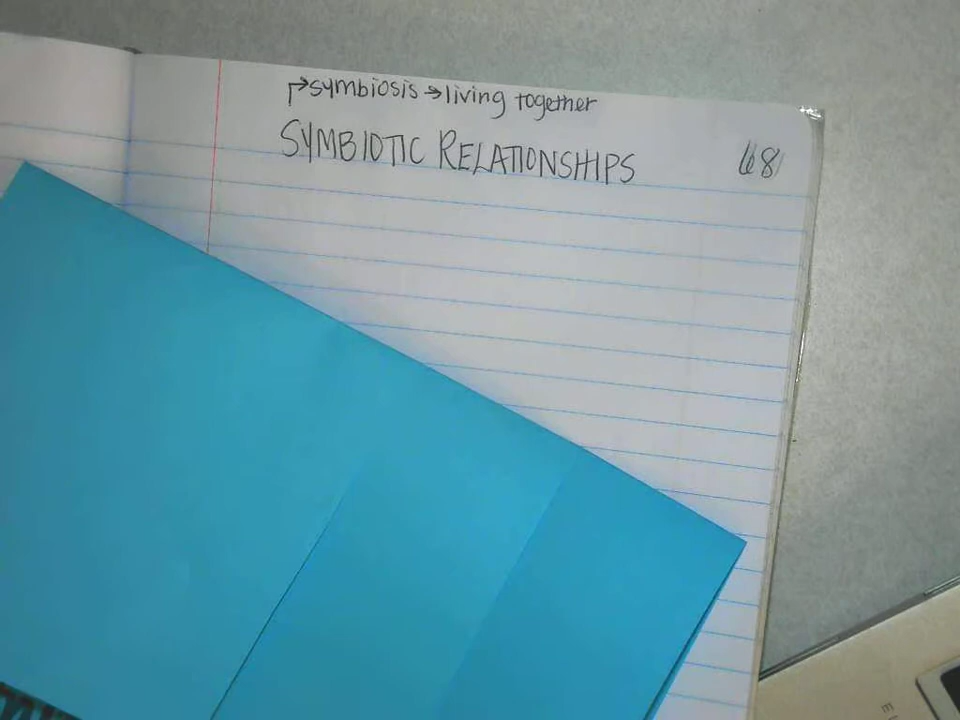 ↱symbiosis → living together
SYMBIOTIC RELATIONSHIPS
68